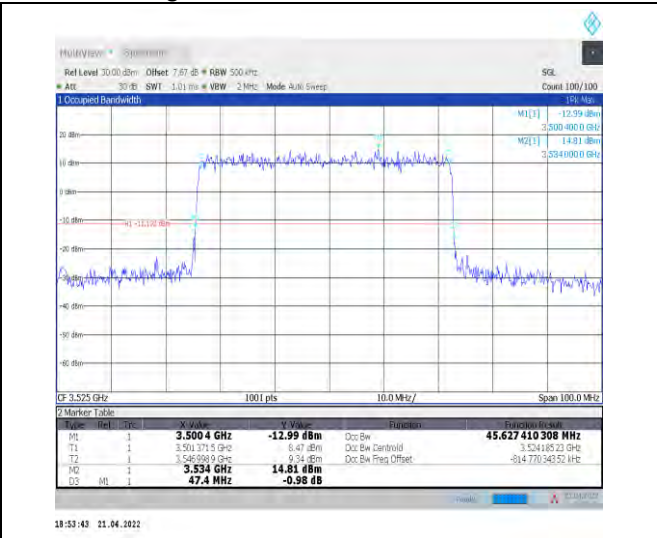 MultiView Spectrum
Ref Level 30.00 dBm Offset 7.67 dB RBW 500 kHz SGL
Att 30 dB SWT 1.01 ms VBW 2 MHz Mode Auto Sweep Count 100/100
1 Occupied Bandwidth 1Pk Max
M1[1] -12.99 dBm
3.500 400 0 GHz
20 dBm M2[1] 14.81 dBm
10 dBm 3.534 000 0 GHz
0 dBm
-10 dBm
-20 dBm
-40 dBm
-50 dBm
-60 dBm
CF 3.525 GHz 1001 pts 10.0 MHz/ Span 100.0 MHz
2 Marker Table
Type Ref Trc X-Value Y-Value Function Function Result
M1 1 3.500 4 GHz -12.99 dBm Occ Bw 45.627 410 308 MHz
T1 1 3.501 371 5 GHz 8.47 dBm Occ Bw Centroid 3.524 185 23 GHz
T2 1 3.546 998 9 GHz 9.34 dBm Occ Bw Freq Offset -814.770 343 52 kHz
M2 1 3.534 GHz 14.81 dBm
D3 M1 1 47.4 MHz -0.98 dB
18:53:43 21.04.2022